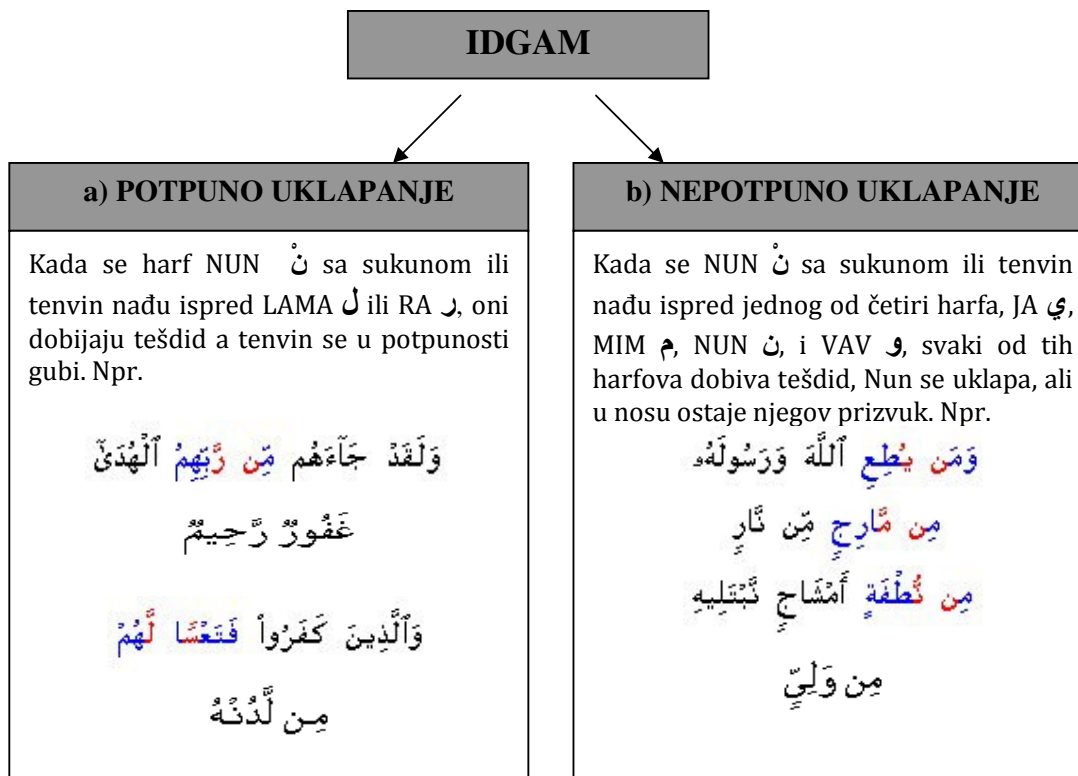 IDGAM
a) POTPUNO UKLAPANJE
Kada se harf NUN نْ sa sukunom ili
tenvin nađu ispred LAMA ل ili RA ر, oni
dobijaju tešdid a tenvin se u potpunosti
gubi. Npr.
وَلَقَدْ جَآءَهُم مِّن رَّبِّهِمُ ٱلْهُدَىٰٓ
غَفُورٌ رَّحِيمٌ
وَٱلَّذِينَ كَفَرُوا۟ فَتَعْسًا لَّهُمْ
مِن لَّدُنْهُ
b) NEPOTPUNO UKLAPANJE
Kada se NUN نْ sa sukunom ili tenvin
nađu ispred jednog od četiri harfa, JA ي,
MIM م, NUN ن, i VAV و, svaki od tih
harfova dobiva tešdid, Nun se uklapa, ali
u nosu ostaje njegov prizvuk. Npr.
وَمَن يُطِعِ ٱللَّهَ وَرَسُولَهُۥ
مِن مَّارِجٍ مِّن نَّارٍ
مِن نُّطْفَةٍ أَمْشَاجٍ نَّبْتَلِيهِ
مِن وَلِىٍّ